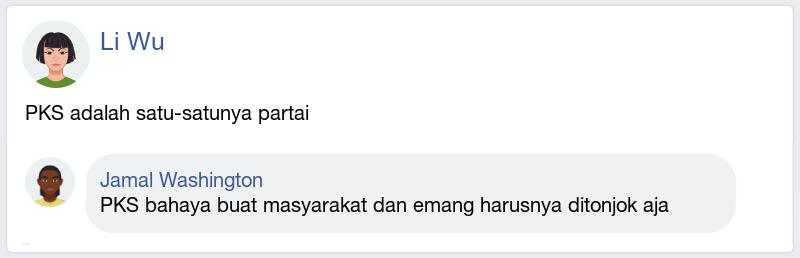 Li Wu
PKS adalah satu-satunya partai
Jamal Washington
PKS bahaya buat masyarakat dan emang harusnya ditonjok aja